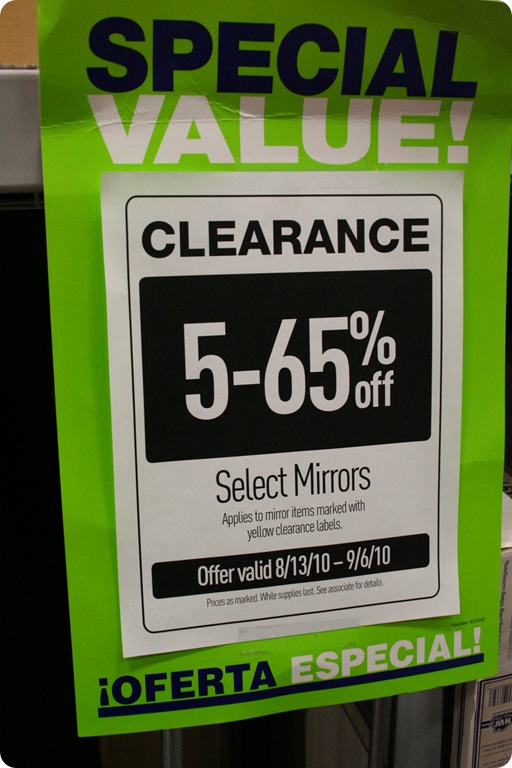 SPECIAL
VALUE!
CLEARANCE
5-65% off
Select Mirrors
Applies to mirror items marked with
yellow clearance labels.
Offer valid 8/13/10 – 9/6/10
Prices as marked. While supplies last. See associate for details.
¡OFERTA ESPECIAL!